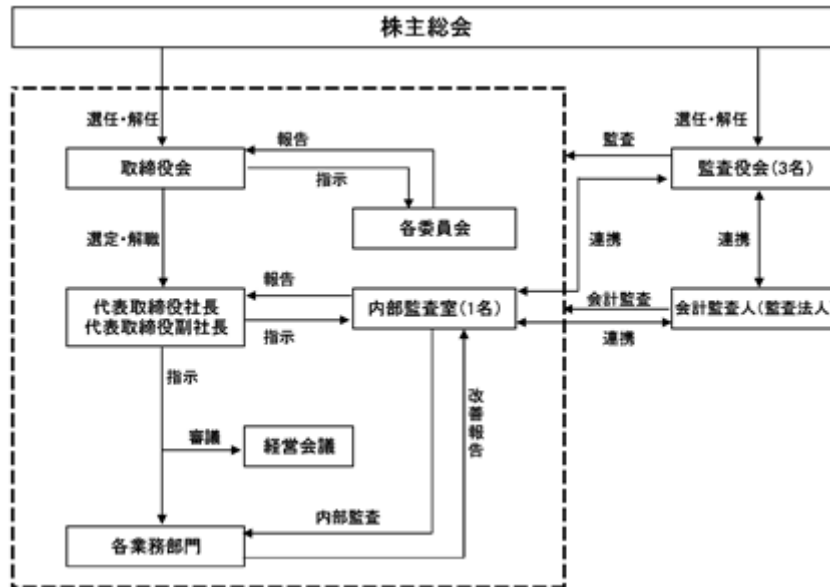 株主総会
選任・解任
選任・解任
報告
監査
取締役会
監査役会(3名)
指示
各委員会
選定・解職
連携
連携
報告
代表取締役社長
代表取締役副社長
内部監査室(1名)
会計監査
会計監査人(監査法人)
指示
連携
指示
改善報告
審議
経営会議
内部監査
各業務部門